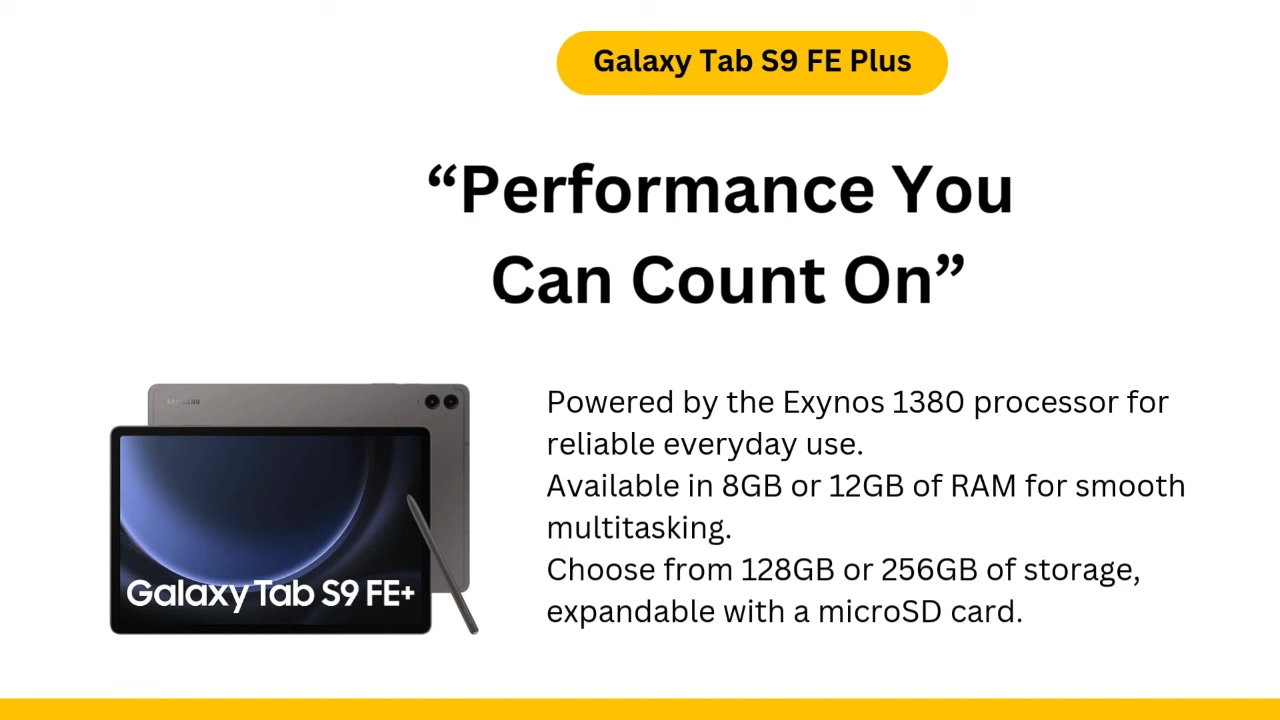 Galaxy Tab S9 FE Plus
“Performance You
Can Count On”
SAMSUNG
Galaxy Tab S9 FE+
Powered by the Exynos 1380 processor for
reliable everyday use.
Available in 8GB or 12GB of RAM for smooth
multitasking.
Choose from 128GB or 256GB of storage,
expandable with a microSD card.